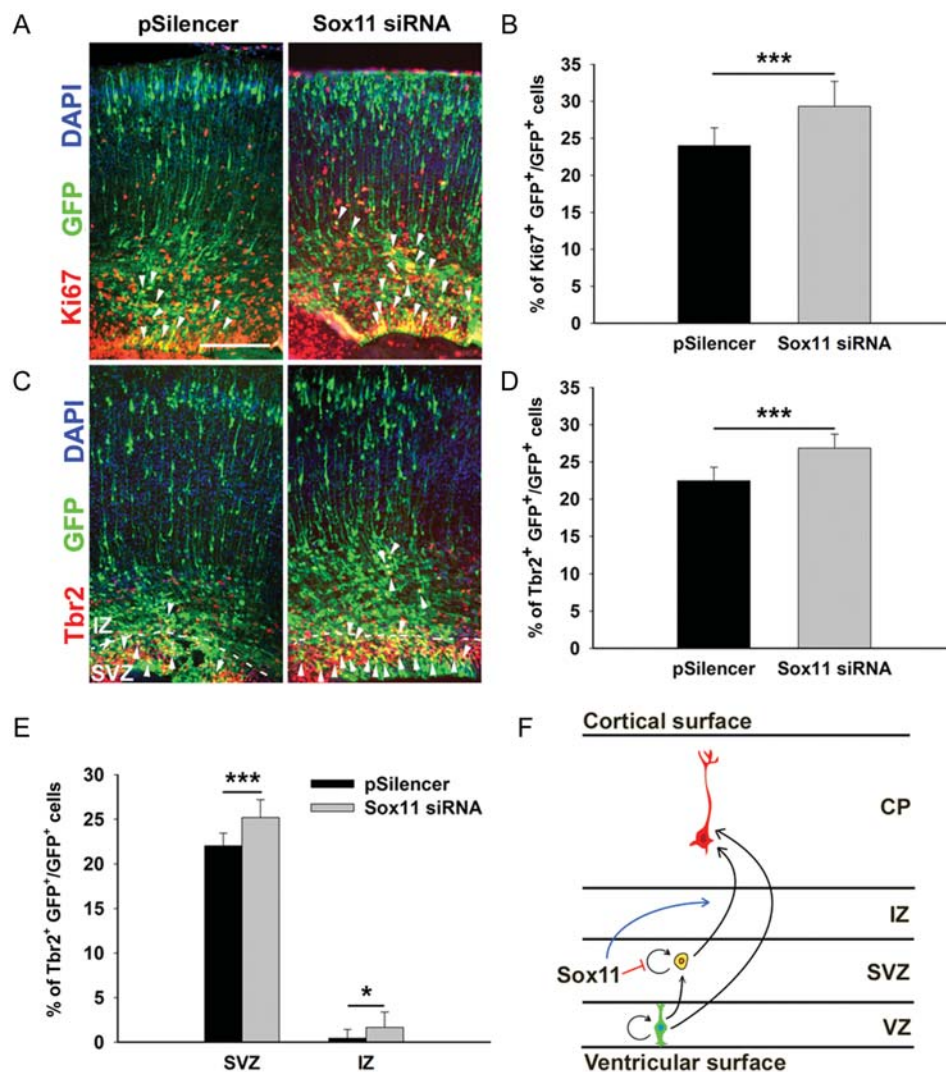 A
pSilencer
Sox11 siRNA
Ki67 GFP DAPI
B
***
% of Ki67⁺ GFP⁺/GFP⁺ cells
35
30
25
20
15
10
5
0
pSilencer
Sox11 siRNA
C
Tbr2 GFP DAPI
IZ
SVZ
D
***
% of Tbr2⁺ GFP⁺/GFP⁺ cells
35
30
25
20
15
10
5
0
pSilencer
Sox11 siRNA
E
% of Tbr2⁺ GFP⁺/GFP⁺ cells
30
25
20
15
10
5
0
***
*
pSilencer
Sox11 siRNA
SVZ
IZ
F
Cortical surface
CP
IZ
Sox11
SVZ
VZ
Ventricular surface